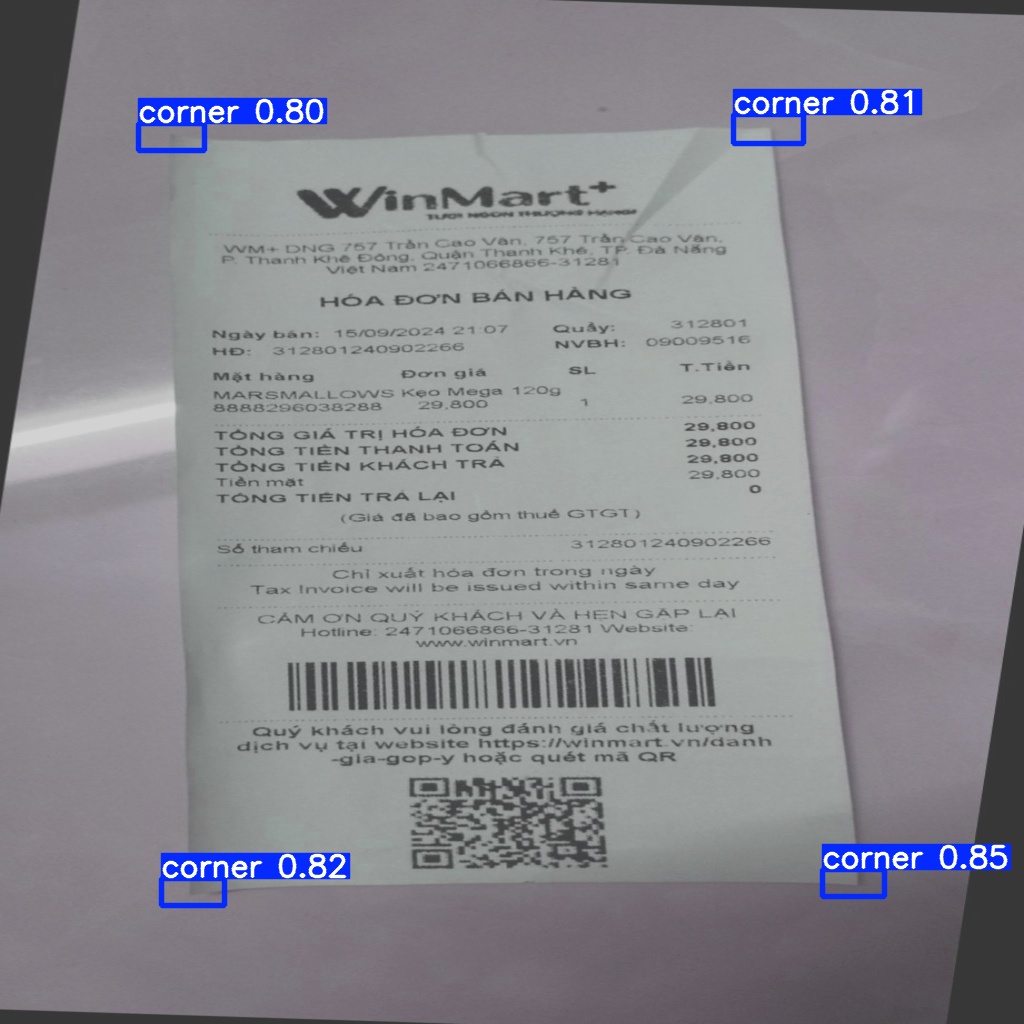 corner 0.80
corner 0.81
WinMart+
TƯƠI NGON THƯỢNG HẠNG
WM+ DNG 757 Trần Cao Vân, 757 Trần Cao Vân,
P. Thanh Khê Đông, Quận Thanh Khê, TP. Đà Nẵng
Việt Nam 2471066866-31281
HÓA ĐƠN BÁN HÀNG
Ngày bán: 15/09/2024 21:07 Quầy: 312801
HĐ: 312801240902266 NVBH: 09009516
Mặt hàng Đơn giá SL T.Tiền
MARSMALLOWS Kẹo Mega 120g
8888296038288 29,800 1 29,800
TỔNG GIÁ TRỊ HÓA ĐƠN 29,800
TỔNG TIỀN THANH TOÁN 29,800
TỔNG TIỀN KHÁCH TRẢ 29,800
Tiền mặt 29,800
TỔNG TIỀN TRẢ LẠI 0
(Giá đã bao gồm thuế GTGT)
Số tham chiếu 312801240902266
Chỉ xuất hóa đơn trong ngày
Tax Invoice will be issued within same day
CẢM ƠN QUÝ KHÁCH VÀ HẸN GẶP LẠI
Hotline: 2471066866-31281 Website:
www.winmart.vn
Quý khách vui lòng đánh giá chất lượng
dịch vụ tại website https://winmart.vn/danh
-gia-gop-y hoặc quét mã QR
corner 0.82
corner 0.85